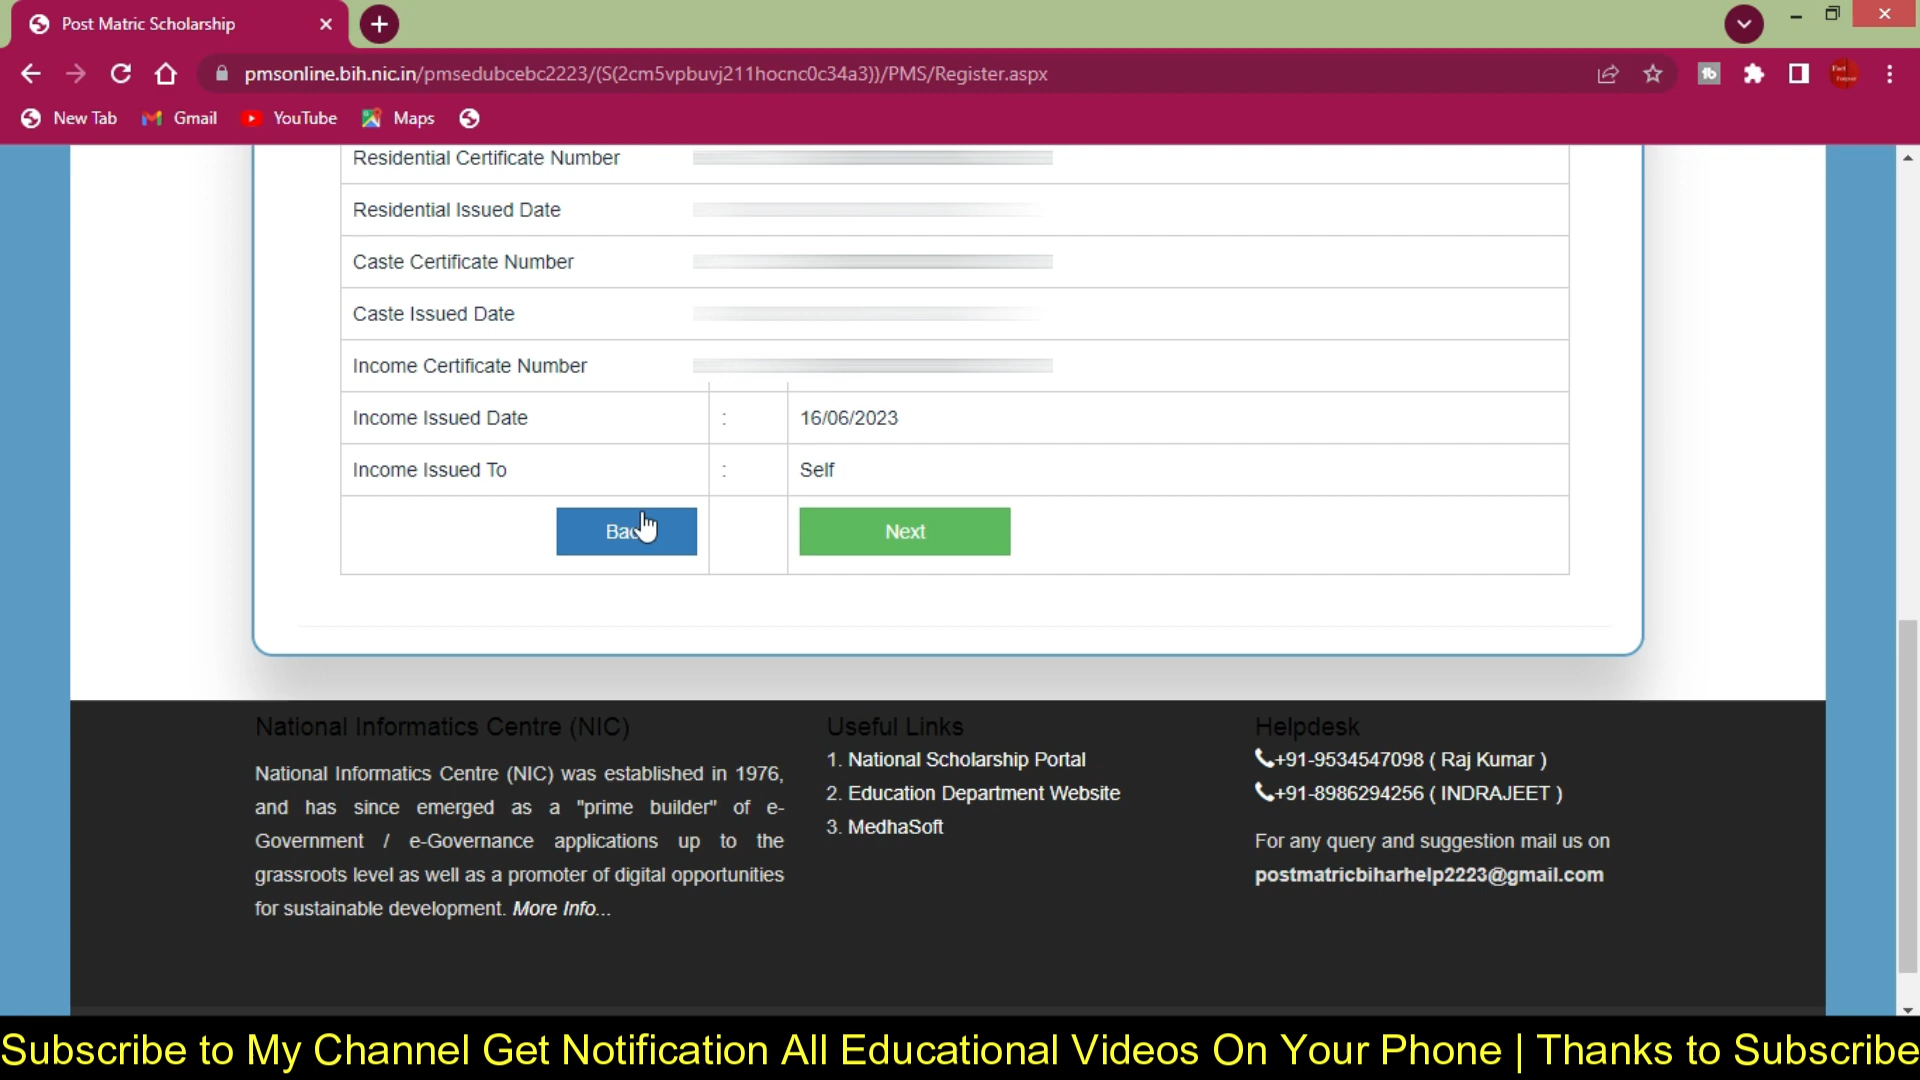 Post Matric Scholarship
pmsonline.bih.nic.in/pmsedubcebc2223/(S(2cm5vpbuvj211hocnc0c34a3))/PMS/Register.aspx
New Tab Gmail YouTube Maps
Residential Certificate Number
Residential Issued Date
Caste Certificate Number
Caste Issued Date
Income Certificate Number
Income Issued Date : 16/06/2023
Income Issued To : Self
Next
National Informatics Centre (NIC)
National Informatics Centre (NIC) was established in 1976,
and has since emerged as a "prime builder" of e-
Government / e-Governance applications up to the
grassroots level as well as a promoter of digital opportunities
for sustainable development. More Info...
Useful Links
1. National Scholarship Portal
2. Education Department Website
3. MedhaSoft
Helpdesk
+91-9534547098 ( Raj Kumar )
+91-8986294256 ( INDRAJEET )
For any query and suggestion mail us on
postmatricbiharhelp2223@gmail.com
Subscribe to My Channel Get Notification All Educational Videos On Your Phone | Thanks to Subscribe